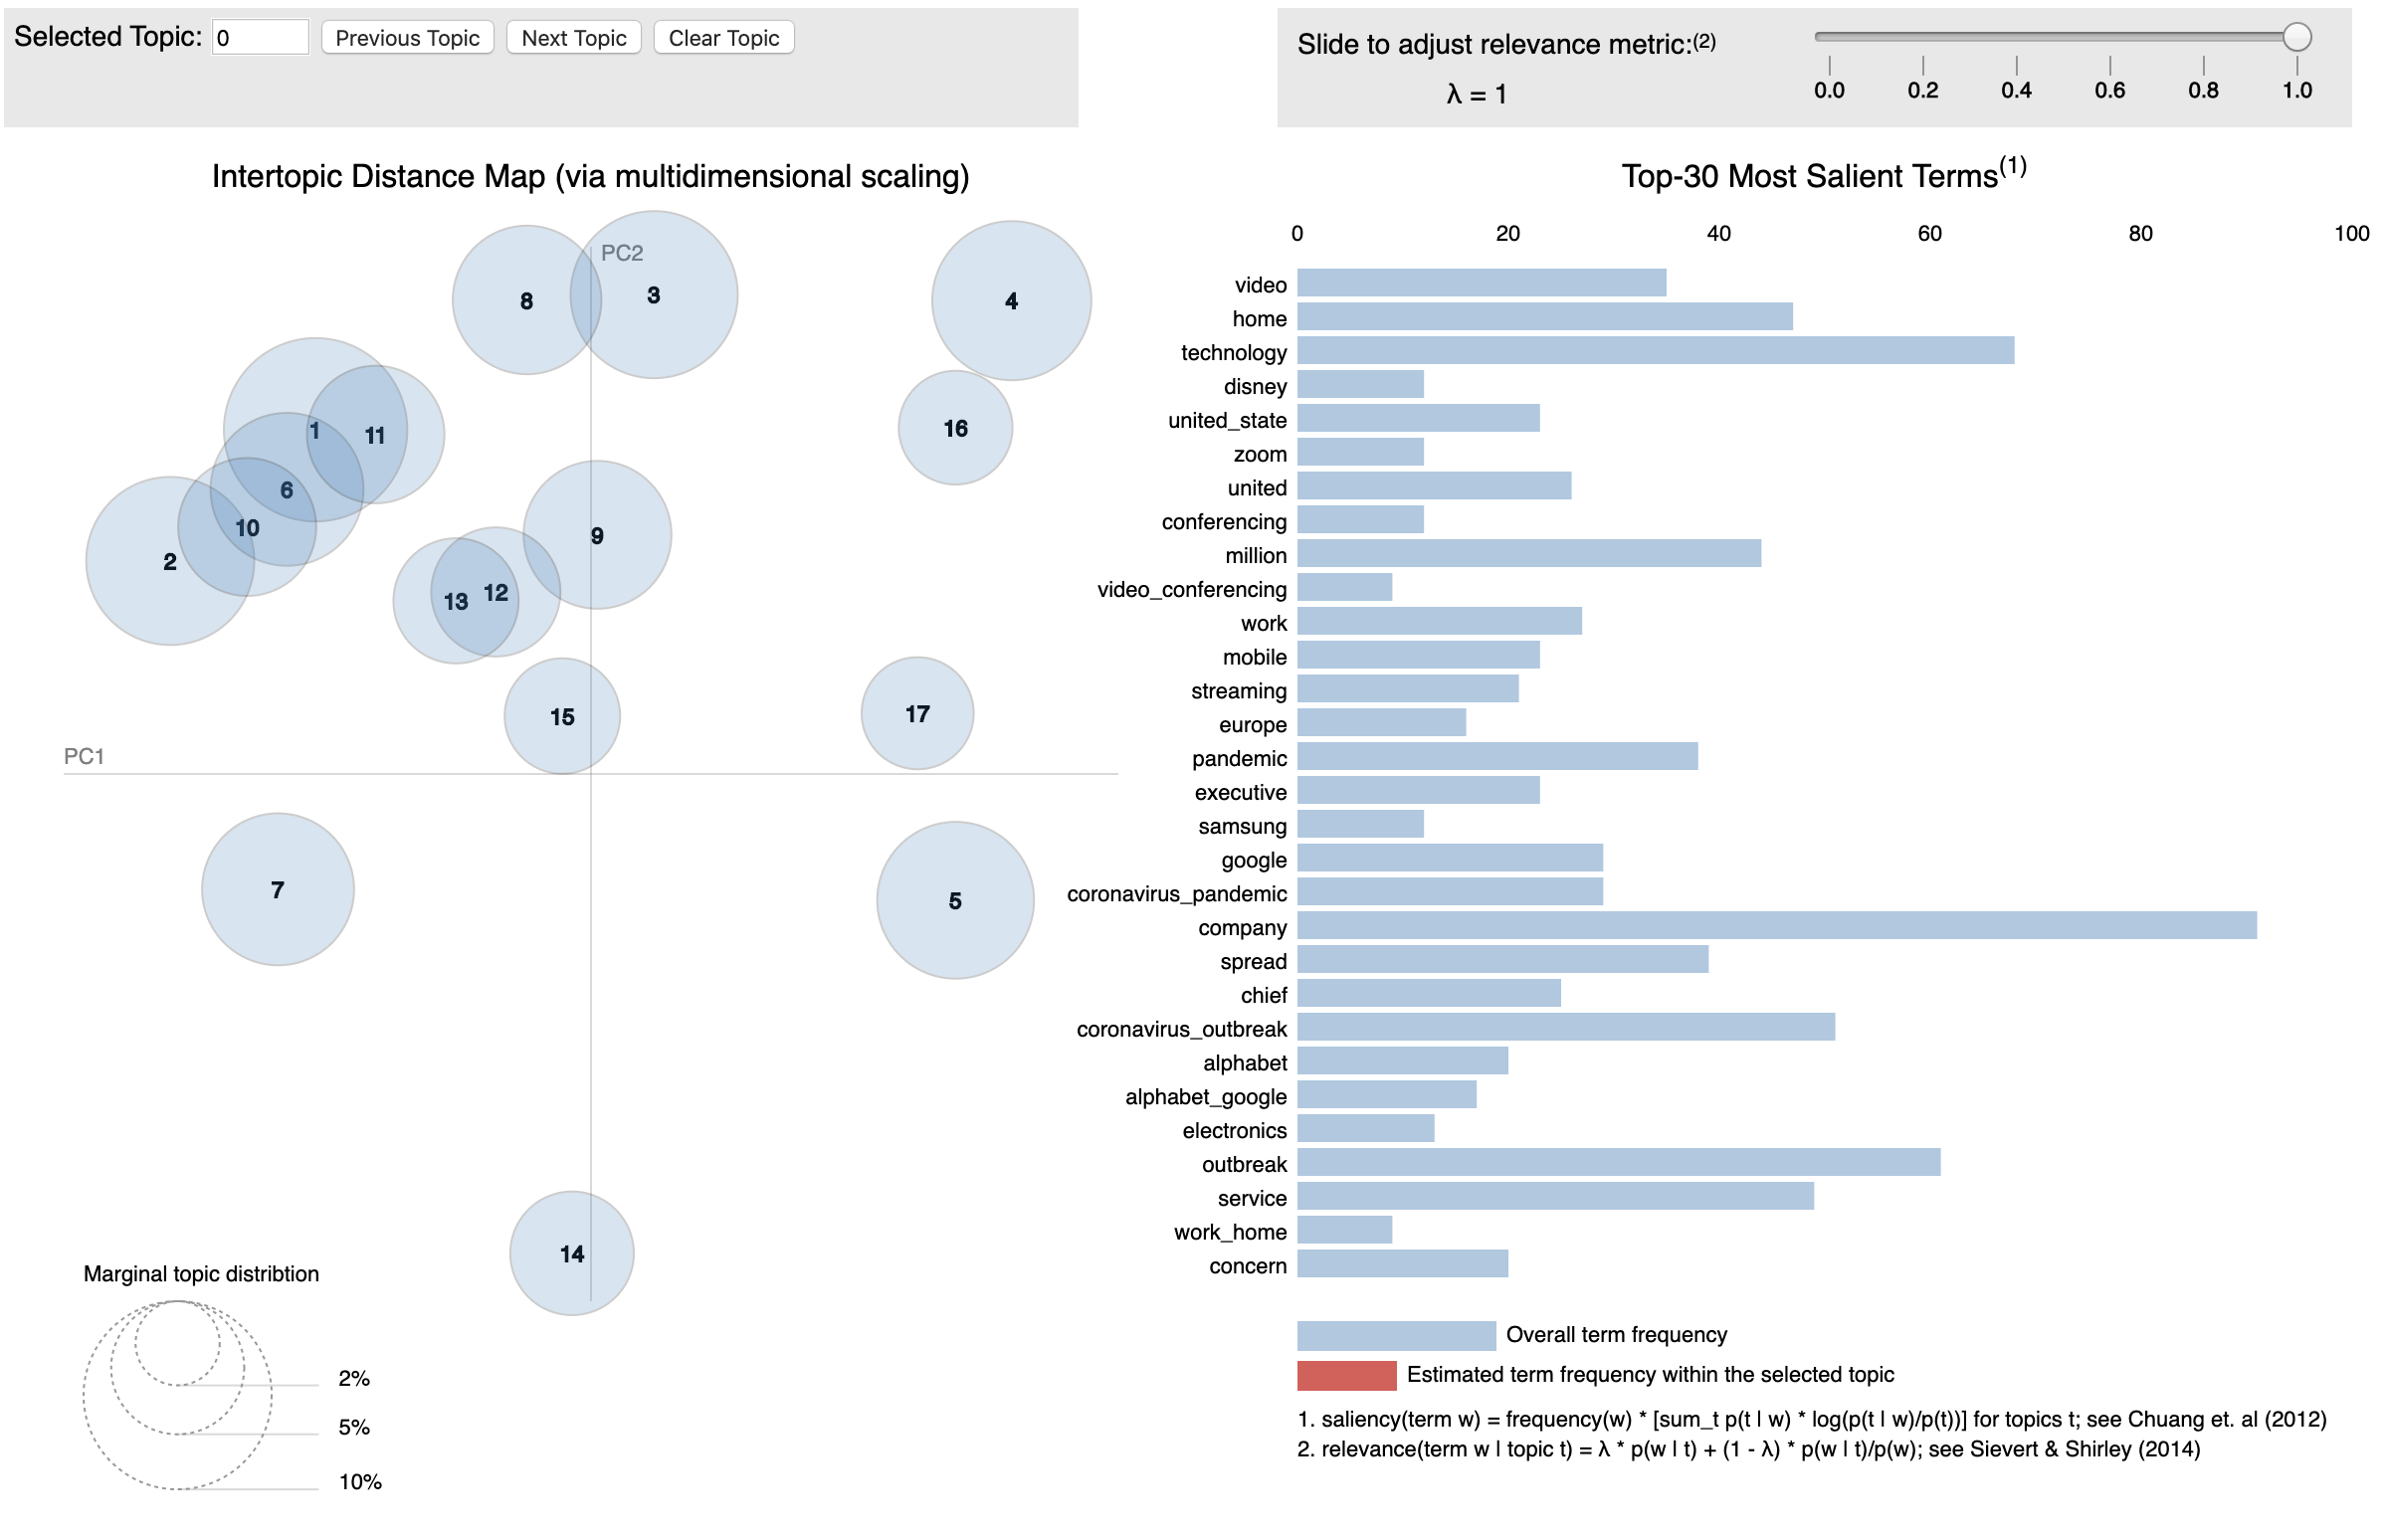 Selected Topic: 0 Previous Topic Next Topic Clear Topic
Slide to adjust relevance metric:(2)
λ = 1
0.0 0.2 0.4 0.6 0.8 1.0
Intertopic Distance Map (via multidimensional scaling)
PC2
8
3
4
1
11
16
6
10
2
9
13
12
15
17
PC1
7
5
14
Marginal topic distribtion
2%
5%
10%
Top-30 Most Salient Terms(1)
0 20 40 60 80 100
video
home
technology
disney
united_state
zoom
united
conferencing
million
video_conferencing
work
mobile
streaming
europe
pandemic
executive
samsung
google
coronavirus_pandemic
company
spread
chief
coronavirus_outbreak
alphabet
alphabet_google
electronics
outbreak
service
work_home
concern
Overall term frequency
Estimated term frequency within the selected topic
1. saliency(term w) = frequency(w) * [sum_t p(t | w) * log(p(t | w)/p(t))] for topics t; see Chuang et. al (2012)
2. relevance(term w | topic t) = λ * p(w | t) + (1 - λ) * p(w | t)/p(w); see Sievert & Shirley (2014)